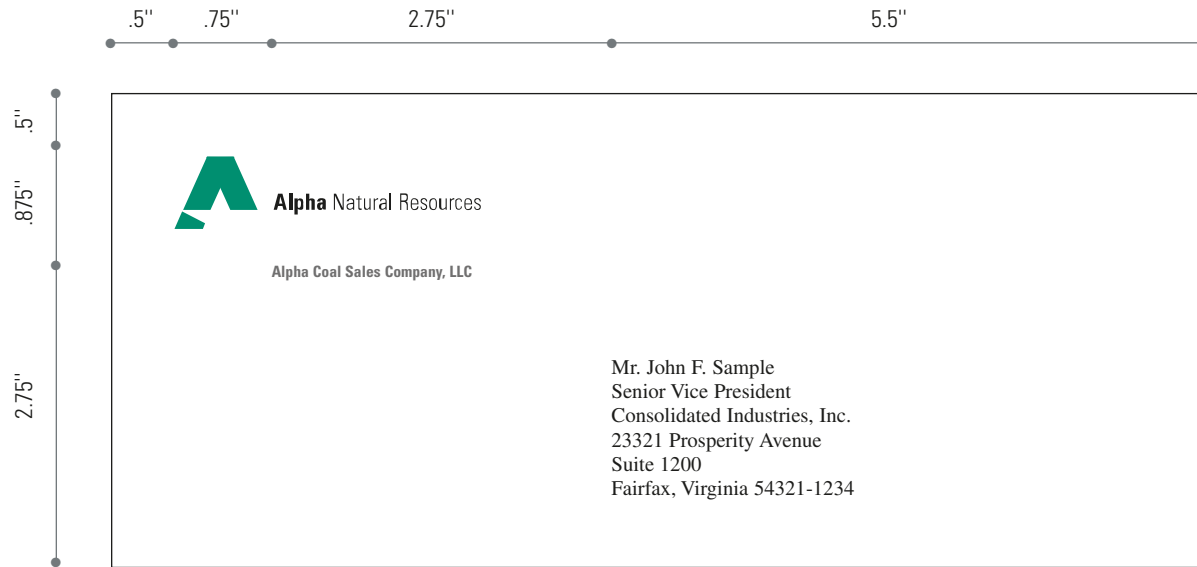 .5" .75" 2.75" 5.5"
.5"
.875"
2.75"
Alpha Natural Resources
Alpha Coal Sales Company, LLC
Mr. John F. Sample
Senior Vice President
Consolidated Industries, Inc.
23321 Prosperity Avenue
Suite 1200
Fairfax, Virginia 54321-1234